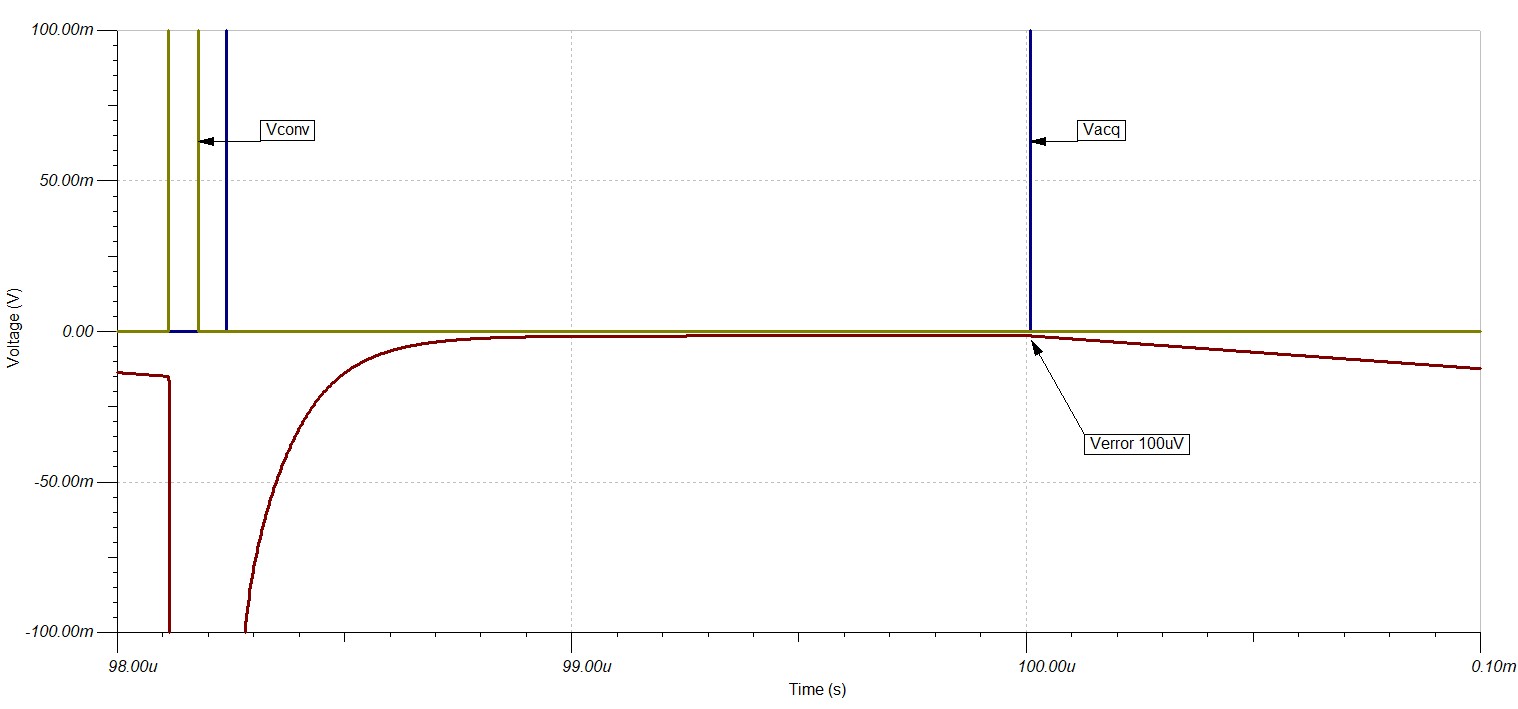 100.00m
Vconv
Vacq
50.00m
Voltage (V)
0.00
Verror 100uV
-50.00m
-100.00m
98.00u
99.00u
100.00u
0.10m
Time (s)